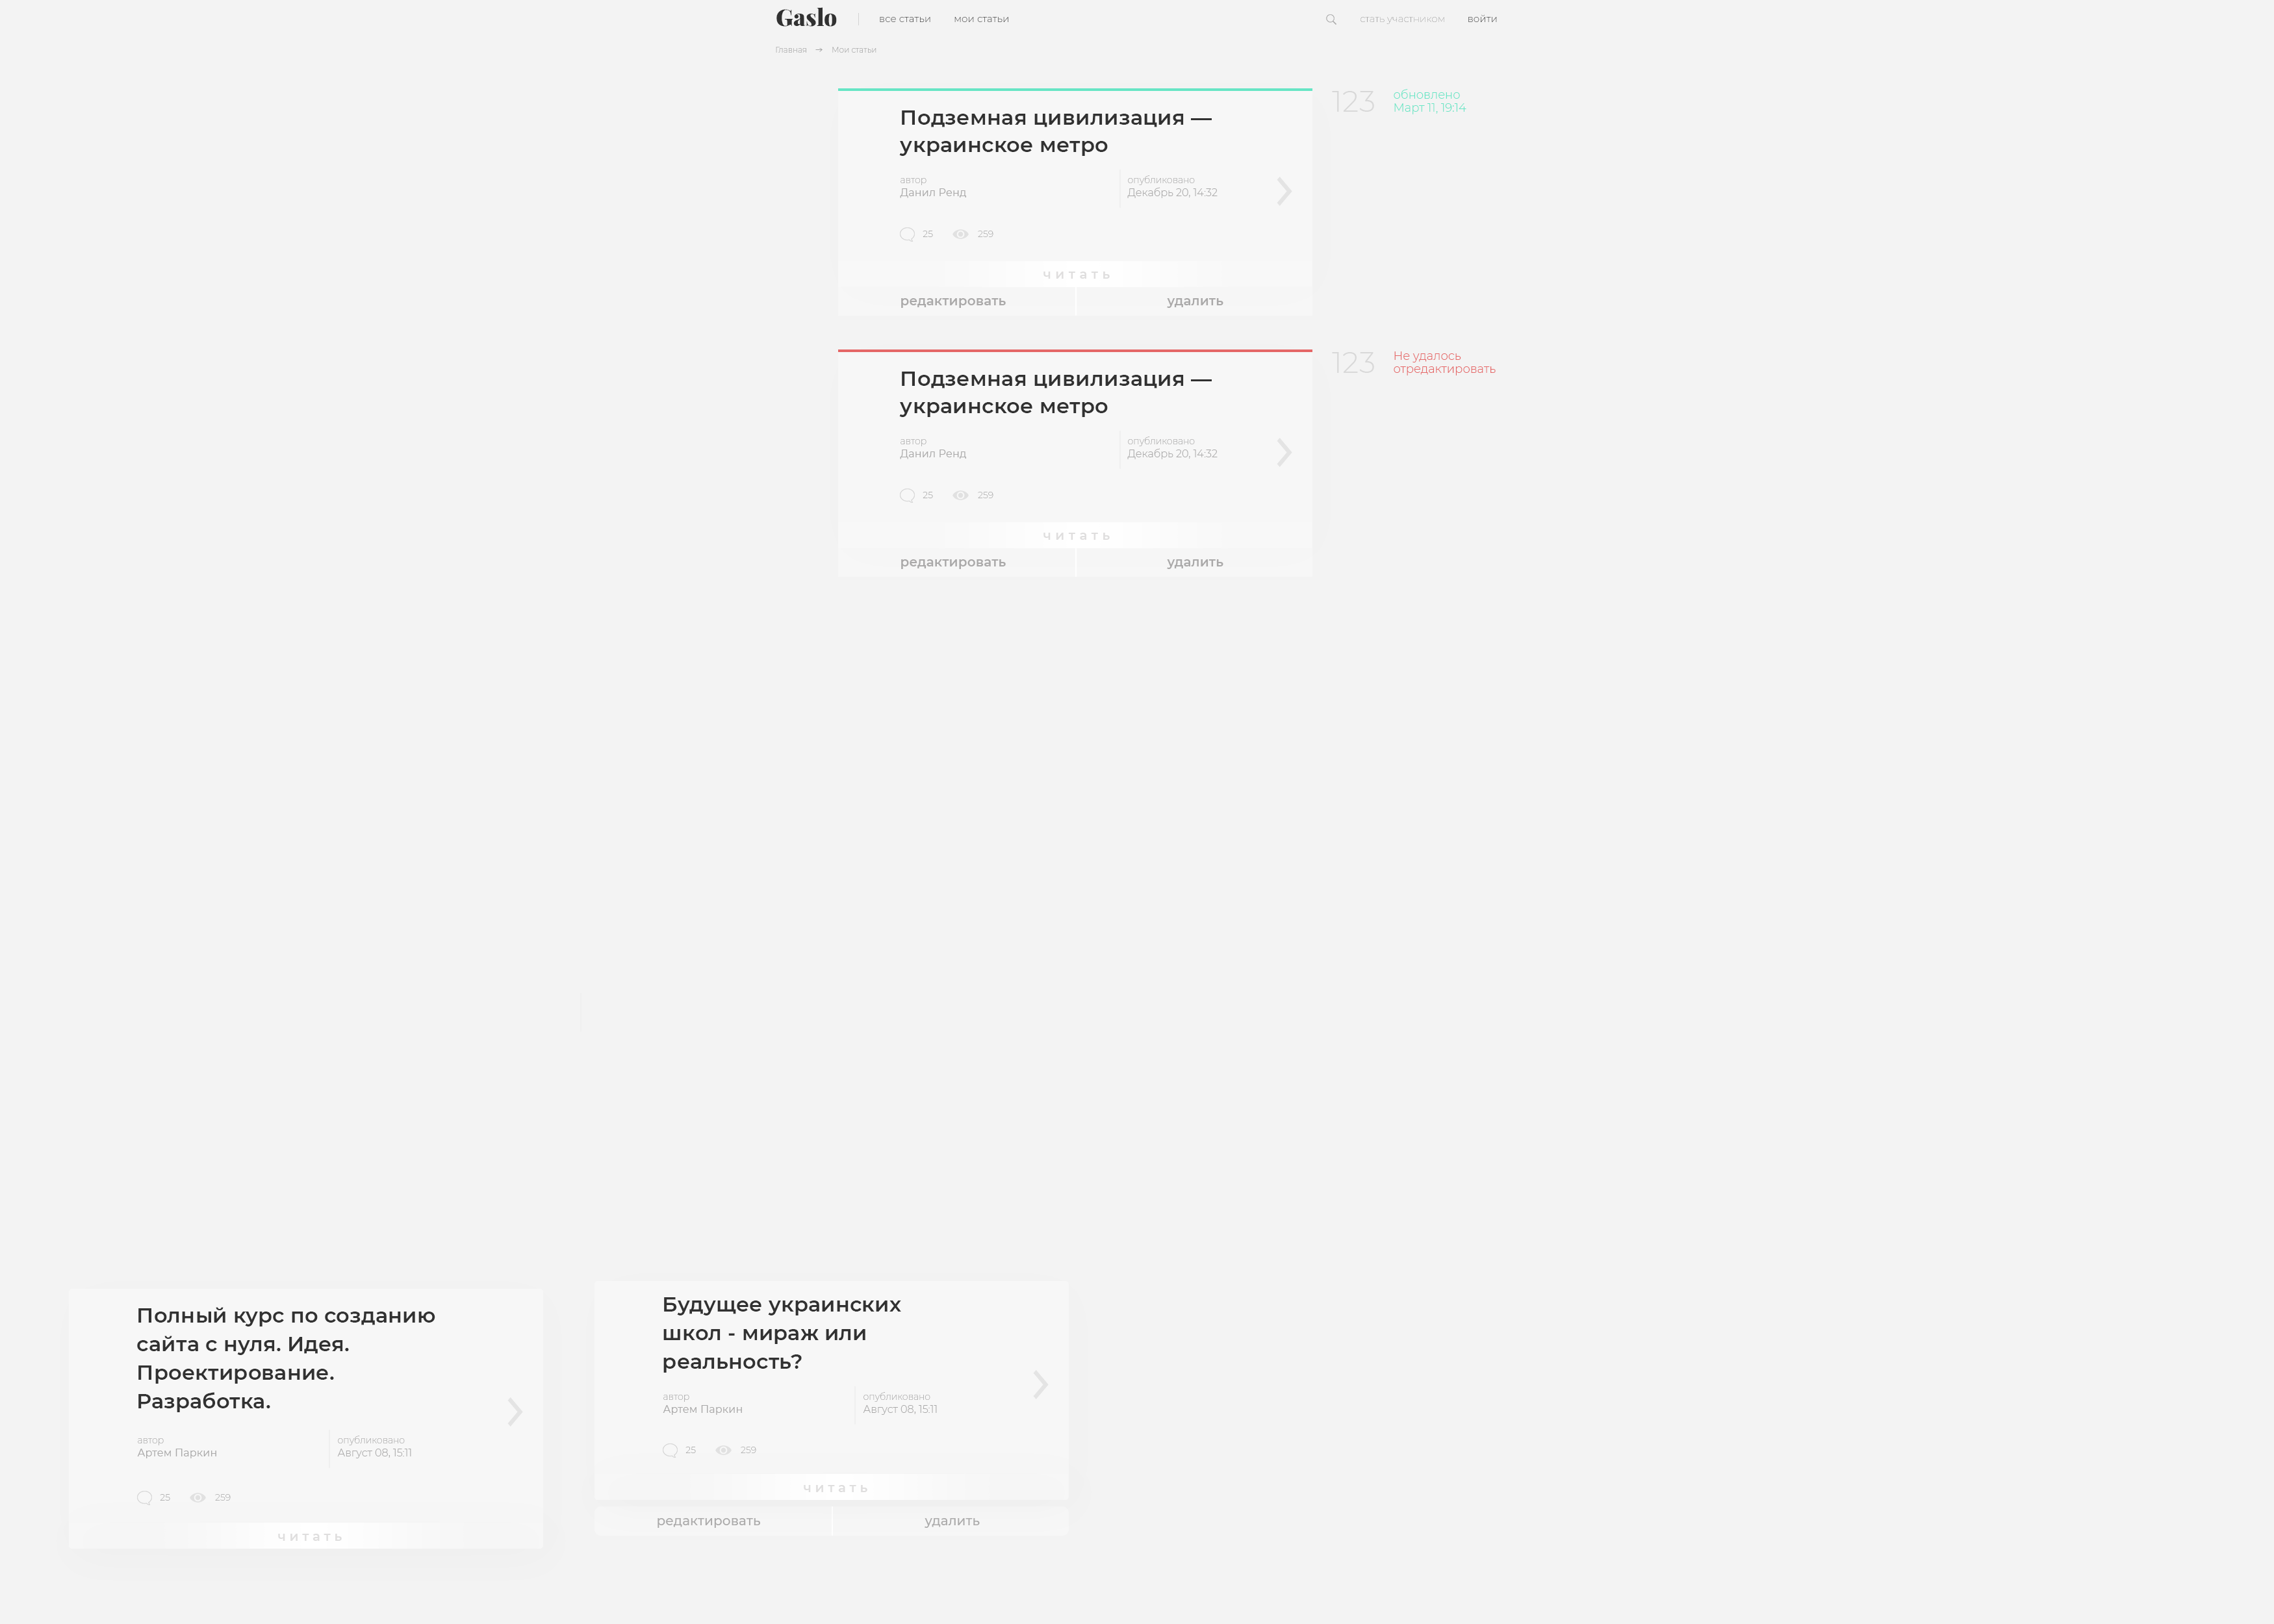 Gaslo
все статьи
мои статьи
стать участником
войти
Главная → Мои статьи
Подземная цивилизация —
украинское метро
автор
Данил Ренд
опубликовано
Декабрь 20, 14:32
25
259
читать
редактировать
удалить
123
обновлено
Март 11, 19:14
Подземная цивилизация —
украинское метро
автор
Данил Ренд
опубликовано
Декабрь 20, 14:32
25
259
читать
редактировать
удалить
123
Не удалось
отредактировать
Полный курс по созданию
сайта с нуля. Идея.
Проектирование.
Разработка.
автор
Артем Паркин
опубликовано
Август 08, 15:11
25
259
читать
Будущее украинских
школ - мираж или
реальность?
автор
Артем Паркин
опубликовано
Август 08, 15:11
25
259
читать
редактировать
удалить